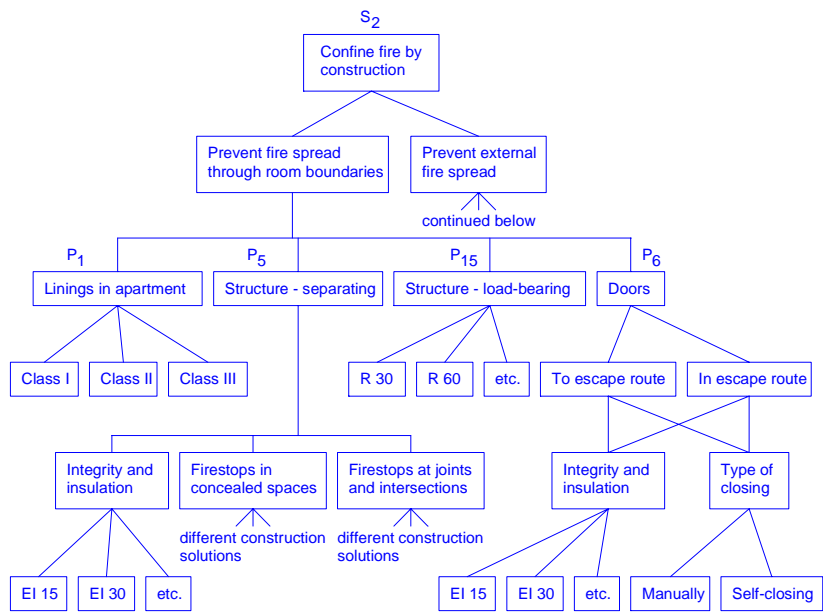 S2
Confine fire by
construction
Prevent fire spread
through room boundaries
Prevent external
fire spread
continued below
P1
P5
P15
P6
Linings in apartment
Structure - separating
Structure - load-bearing
Doors
Class I
Class II
Class III
R 30
R 60
etc.
To escape route
In escape route
Integrity and
insulation
Firestops in
concealed spaces
Firestops at joints
and intersections
Integrity and
insulation
Type of
closing
different construction
solutions
different construction
solutions
EI 15
EI 30
etc.
EI 15
EI 30
etc.
Manually
Self-closing